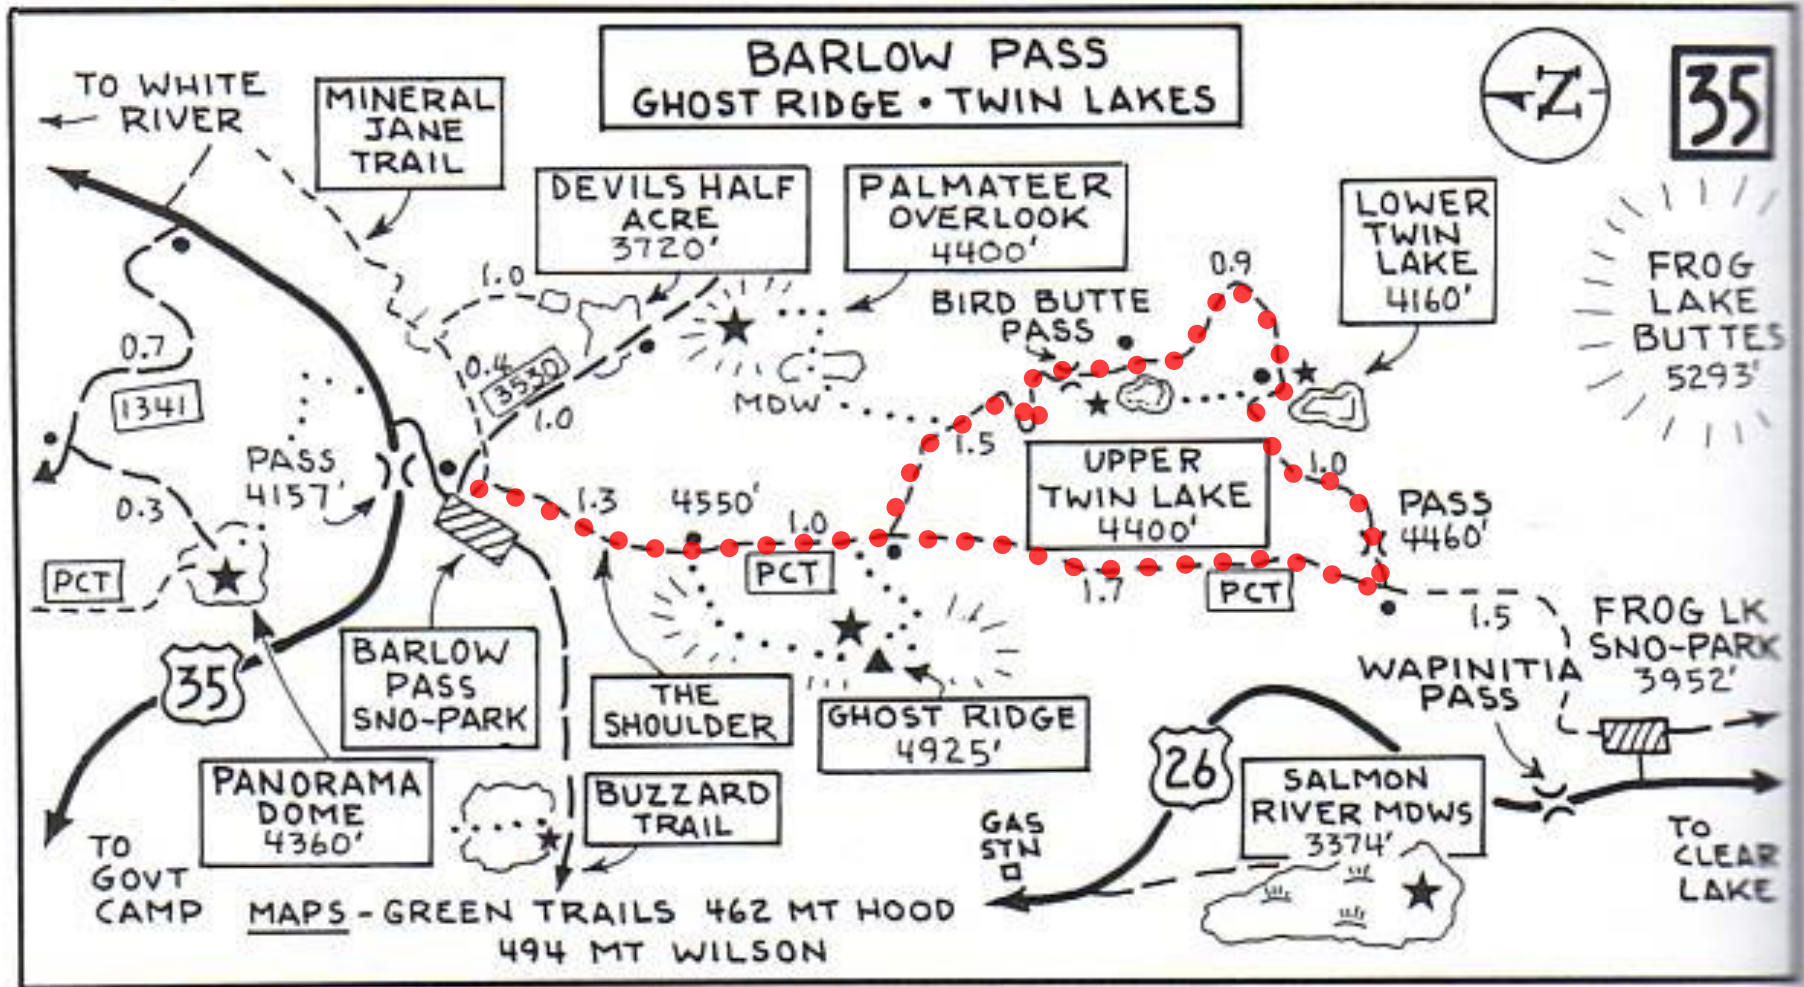 BARLOW PASS
GHOST RIDGE • TWIN LAKES
N
35
TO WHITE
RIVER
MINERAL
JANE
TRAIL
DEVILS HALF
ACRE
3720'
PALMATEER
OVERLOOK
4400'
LOWER
TWIN
LAKE
4160'
FROG
LAKE
BUTTES
5293'
1.0
0.9
BIRD BUTTE
PASS
0.7
1341
0.4
3530
1.0
MDW
1.5
PASS
4157'
0.3
1.3
4550'
1.0
UPPER
TWIN LAKE
4400'
1.0
PASS
4460'
PCT
PCT
1.7
PCT
1.5
FROG LK
SNO-PARK
3952'
35
BARLOW
PASS
SNO-PARK
THE
SHOULDER
GHOST RIDGE
4925'
WAPINITIA
PASS
26
PANORAMA
DOME
4360'
BUZZARD
TRAIL
SALMON
RIVER MDWS
3374'
GAS
STN
TO
GOVT
CAMP
TO
CLEAR
LAKE
MAPS - GREEN TRAILS 462 MT HOOD
494 MT WILSON